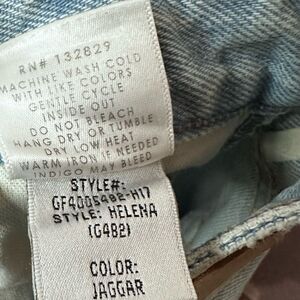 RN# 132829
MACHINE WASH COLD
WITH LIKE COLORS
GENTLE CYCLE
INSIDE OUT
DO NOT BLEACH
HANG DRY OR TUMBLE
DRY LOW HEAT
WARM IRON IF NEEDED
INDIGO MAY BLEED
STYLE#:
GF4005482-H17
STYLE: HELENA
(G482)
COLOR:
JAGGAR